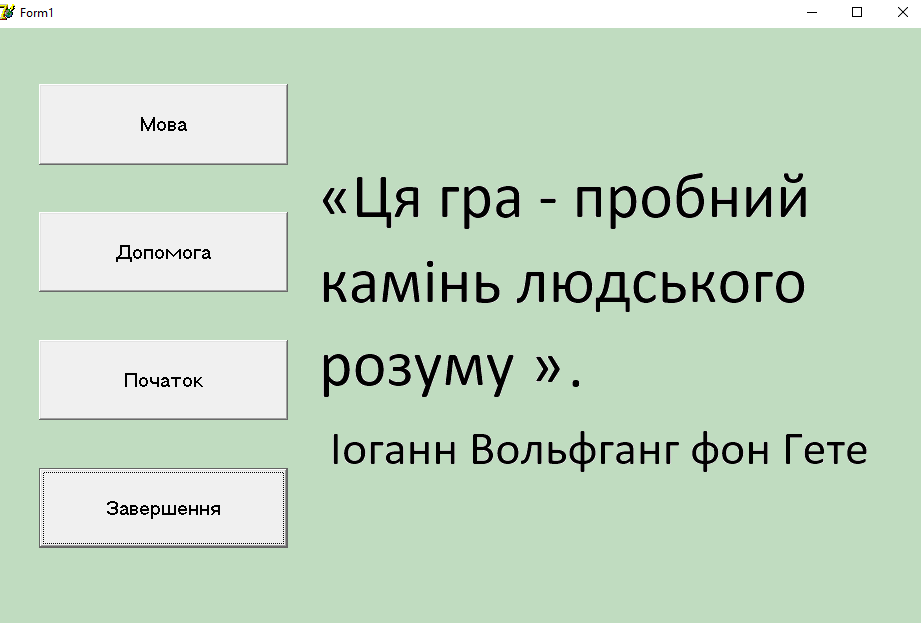 Form1
Мова
Допомога
Початок
Завершення
«Ця гра - пробний
камінь людського
розуму ».
Іоганн Вольфганг фон Гете